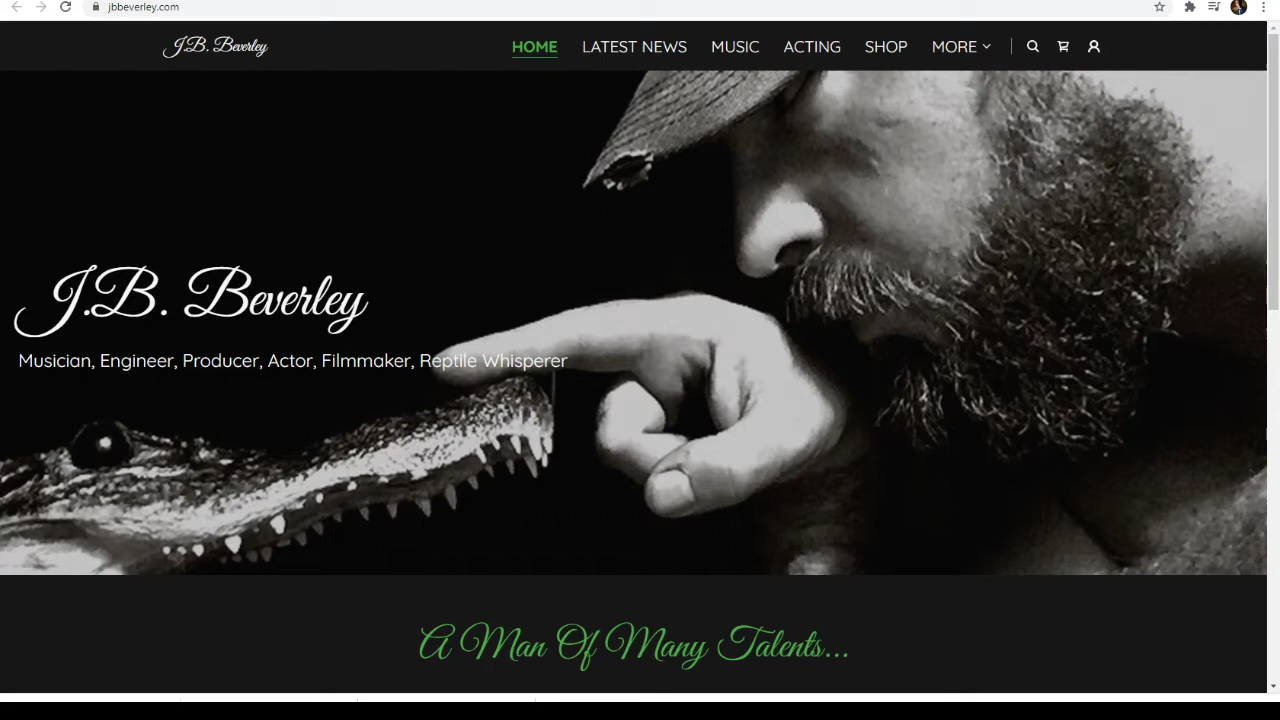 jbbeverley.com
J.B. Beverley
HOME LATEST NEWS MUSIC ACTING SHOP MORE
J.B. Beverley
Musician, Engineer, Producer, Actor, Filmmaker, Reptile Whisperer
A Man Of Many Talents...